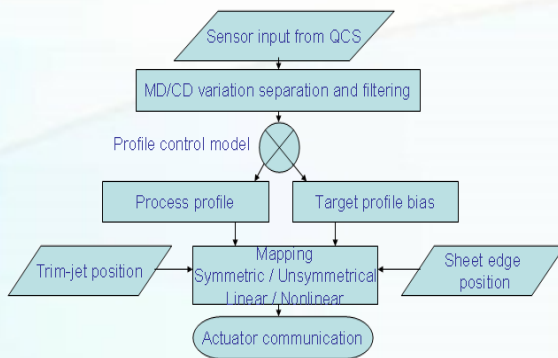 Sensor input from QCS
MD/CD variation separation and filtering
Profile control model
Process profile
Target profile bias
Trim-jet position
Mapping
Symmetric / Unsymmetrical
Linear / Nonlinear
Sheet edge
position
Actuator communication